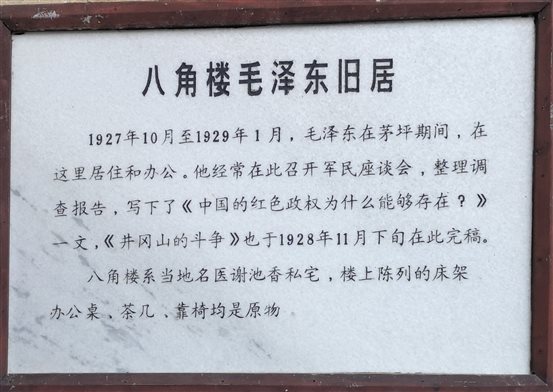 八角楼毛泽东旧居
1927年10月至1929年1月，毛泽东在茅坪期间，在
这里居住和办公。他经常在此召开军民座谈会，整理调
查报告，写下了《中国的红色政权为什么能够存在？》
一文，《井冈山的斗争》也于1928年11月下旬在此完稿。
八角楼系当地名医谢池香私宅，楼上陈列的床架
办公桌、茶几、靠椅均是原物